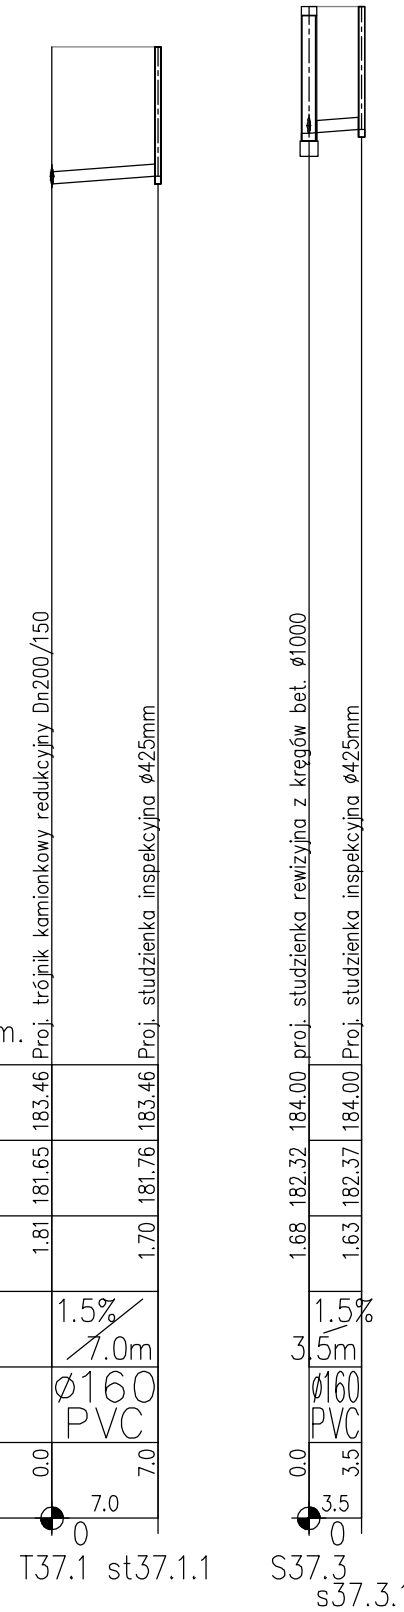 Proj. trójnik kamionkowy redukcyjny Dn200/150
Proj. studzienka inspekcyjna ø425mm
m.
183.46
183.46
181.65
181.76
1.81
1.70
1.5%
7.0m
Ø160
PVC
0.0
7.0
7.0
0
T37.1
st37.1.1
proj. studzienka rewizyjna z kręgów bet. ø1000
Proj. studzienka inspekcyjna ø425mm
184.00
184.00
182.32
182.37
1.68
1.63
1.5%
3.5m
Ø160
PVC
0.0
3.5
3.5
0
S37.3
s37.3.1